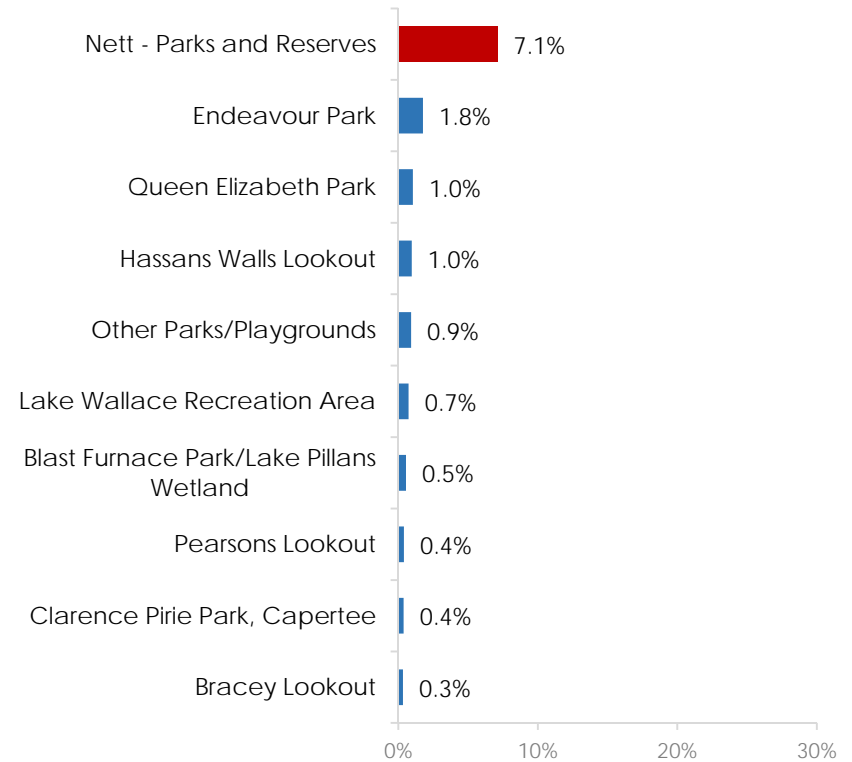 Nett - Parks and Reserves 7.1%
Endeavour Park 1.8%
Queen Elizabeth Park 1.0%
Hassans Walls Lookout 1.0%
Other Parks/Playgrounds 0.9%
Lake Wallace Recreation Area 0.7%
Blast Furnace Park/Lake Pillans
Wetland 0.5%
Pearsons Lookout 0.4%
Clarence Pirie Park, Capertee 0.4%
Bracey Lookout 0.3%
0% 10% 20% 30%